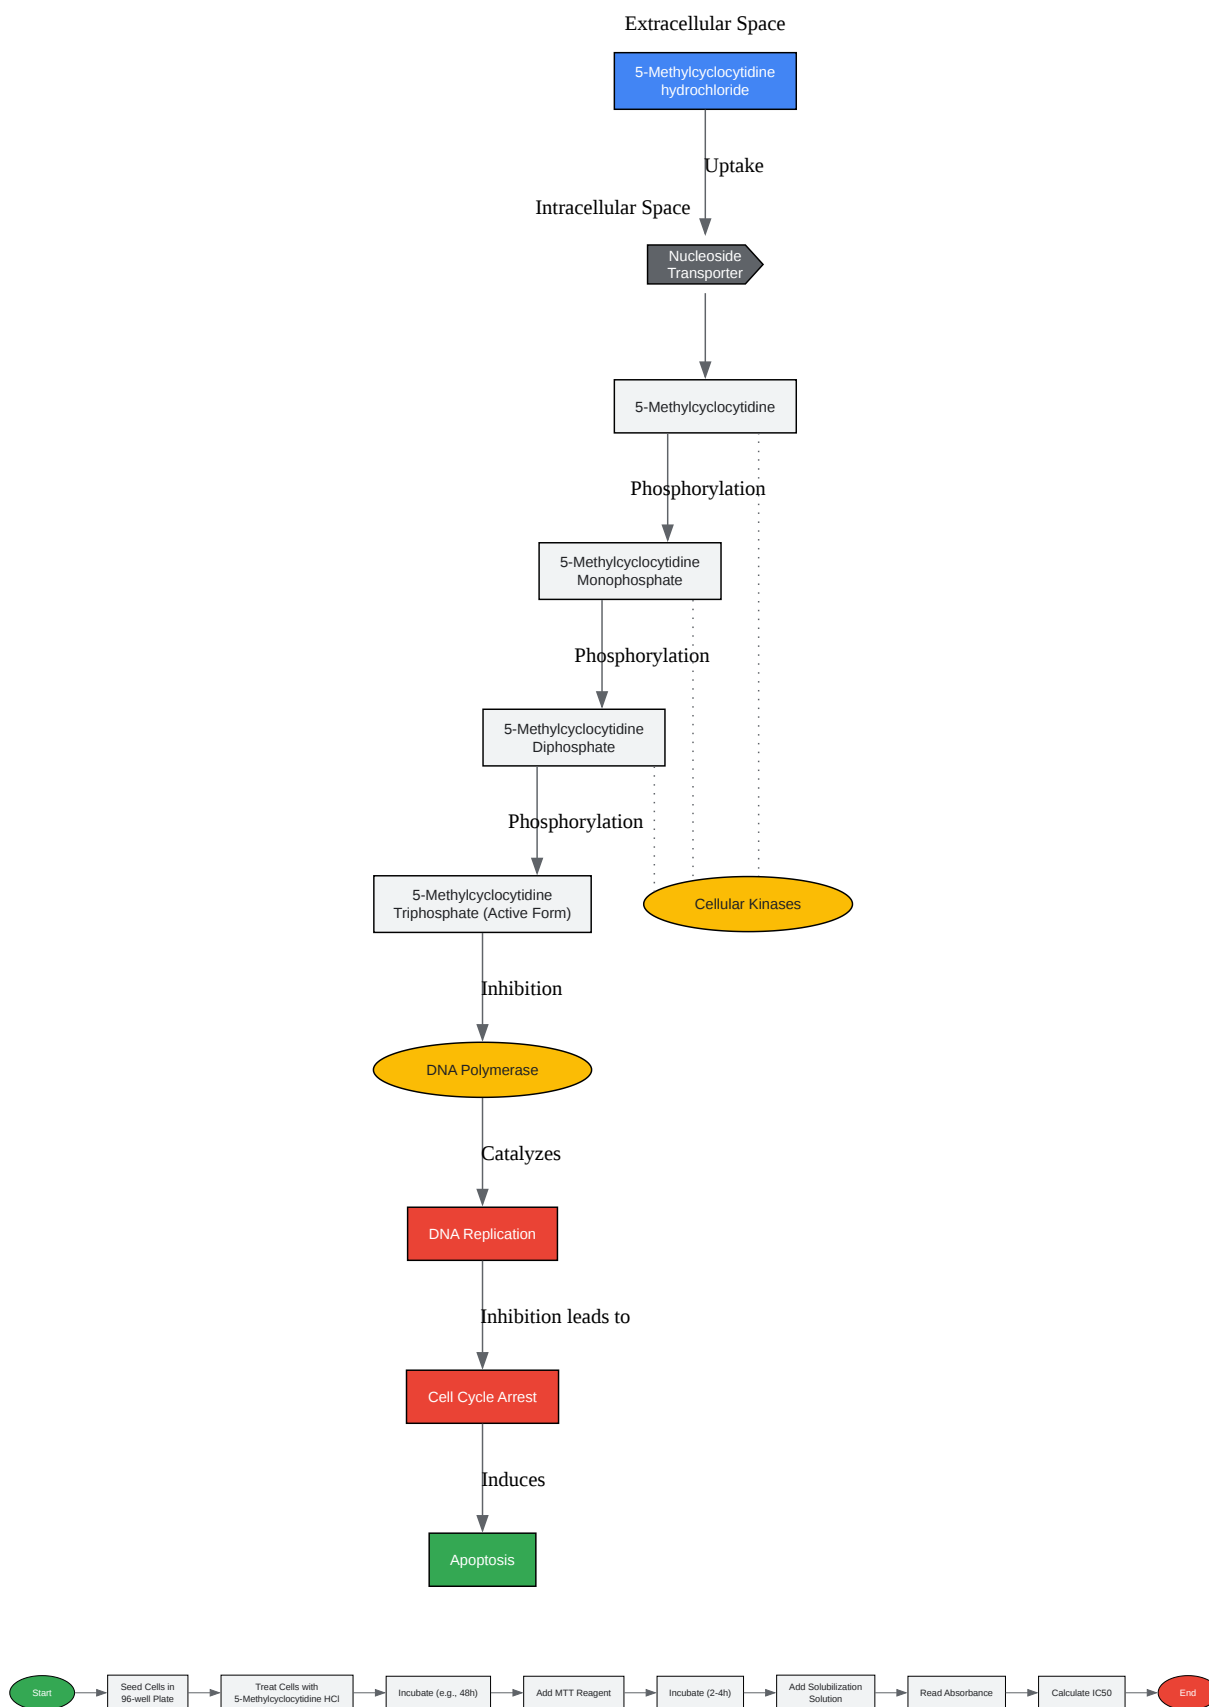 Extracellular Space
5-Methylcyclocytidine
hydrochloride
Uptake
Intracellular Space
Nucleoside
Transporter
5-Methylcyclocytidine
Phosphorylation
5-Methylcyclocytidine
Monophosphate
Phosphorylation
5-Methylcyclocytidine
Diphosphate
Phosphorylation
5-Methylcyclocytidine
Triphosphate (Active Form)
Cellular Kinases
Inhibition
DNA Polymerase
Catalyzes
DNA Replication
Inhibition leads to
Cell Cycle Arrest
Induces
Apoptosis
Start
Seed Cells in
96-well Plate
Treat Cells with
5-Methylcyclocytidine HCl
Incubate (e.g., 48h)
Add MTT Reagent
Incubate (2-4h)
Add Solubilization
Solution
Read Absorbance
Calculate IC50
End